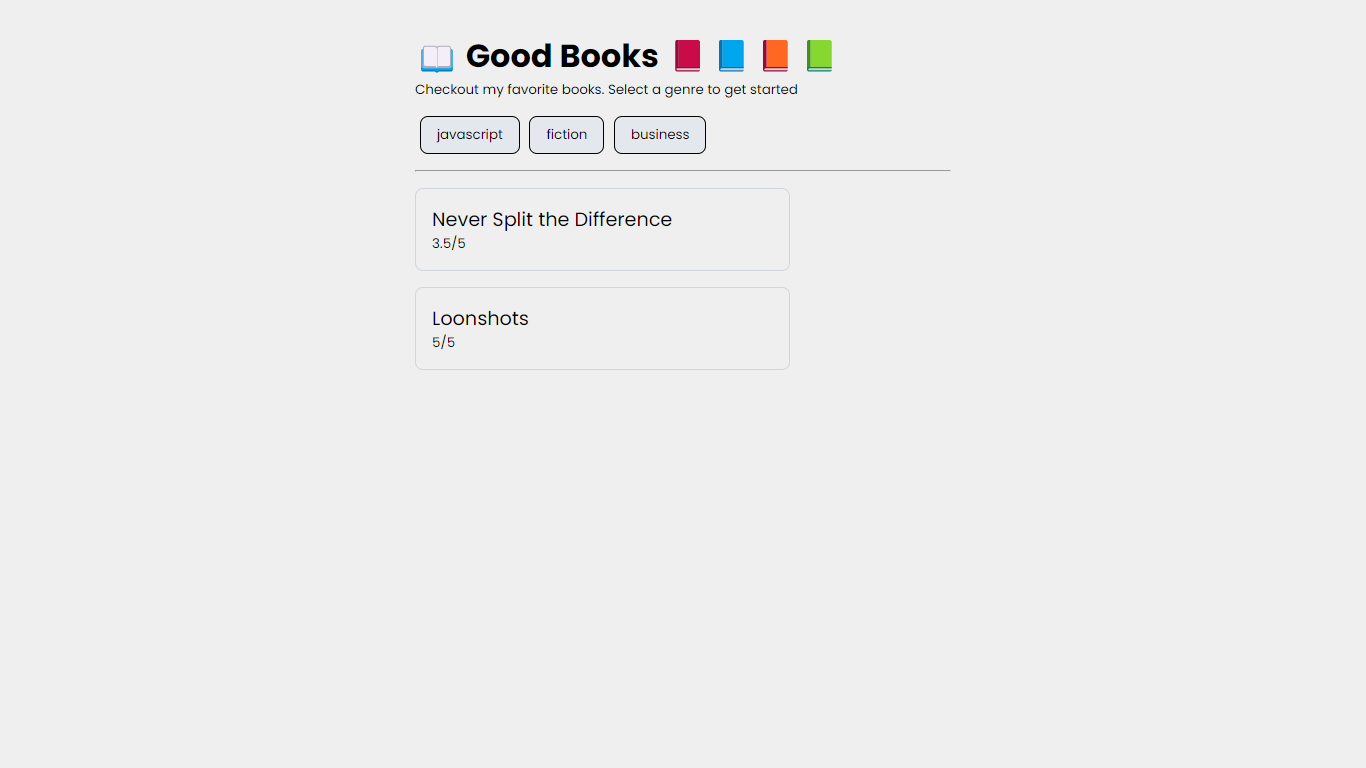 Good Books
Checkout my favorite books. Select a genre to get started
javascript fiction business
Never Split the Difference
3.5/5
Loonshots
5/5